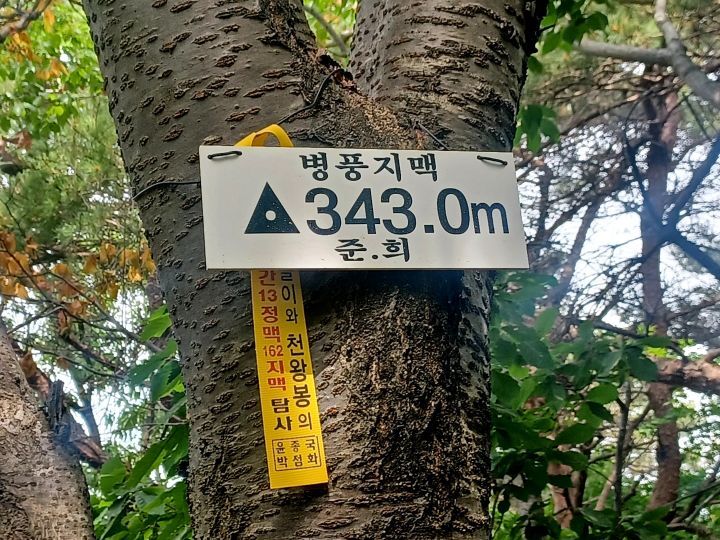 병풍지맥
▲343.0m
준.희
이와 천왕봉의
간13정맥162지맥 탐사
윤종국
박점화